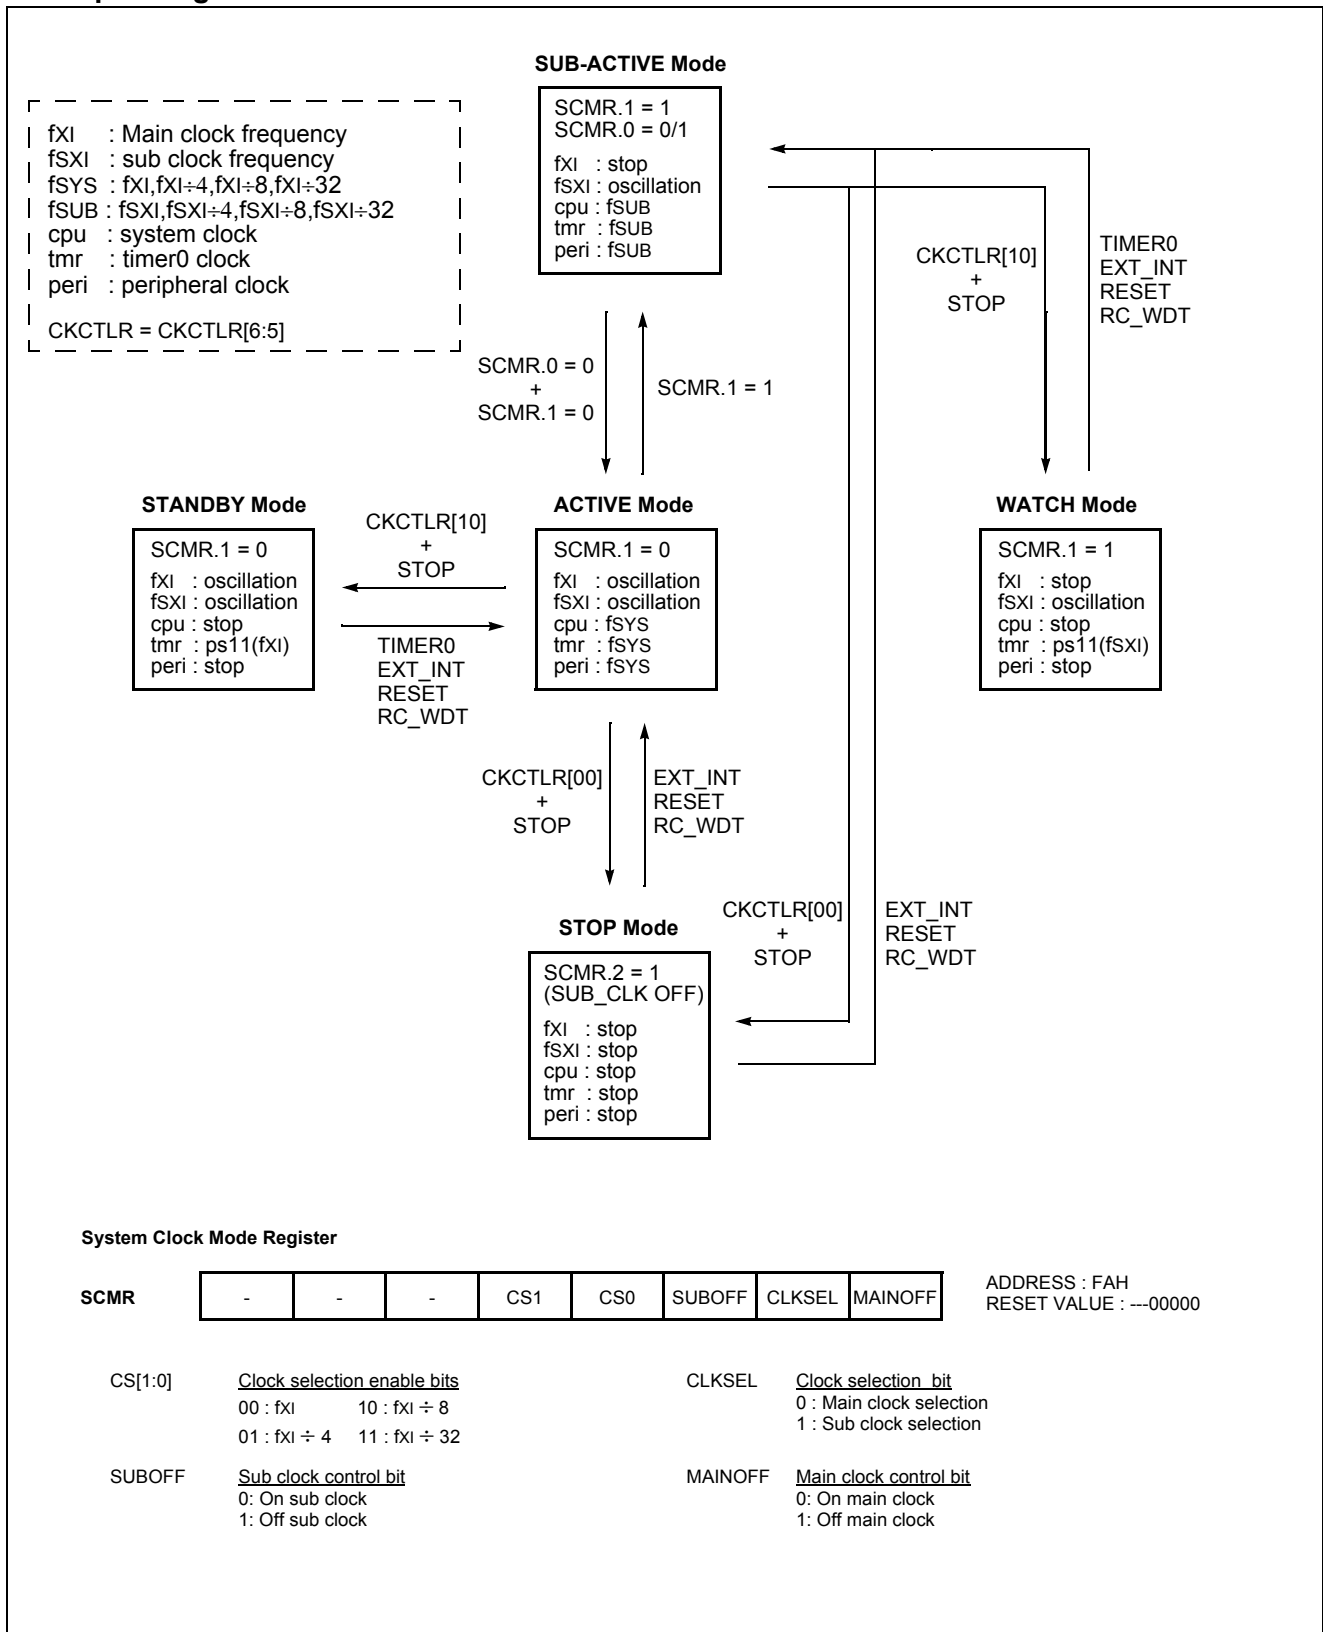 SUB-ACTIVE Mode
SCMR.1 = 1
SCMR.0 = 0/1
fXI : stop
fSXI : oscillation
cpu : fSUB
tmr : fSUB
peri : fSUB
fXI : Main clock frequency
fSXI : sub clock frequency
fSYS : fXI,fXI÷4,fXI÷8,fXI÷32
fSUB : fSXI,fSXI÷4,fSXI÷8,fSXI÷32
cpu : system clock
tmr : timer0 clock
peri : peripheral clock
CKCTLR = CKCTLR[6:5]
CKCTLR[10]
+
STOP
TIMER0
EXT_INT
RESET
RC_WDT
SCMR.0 = 0
+
SCMR.1 = 0
SCMR.1 = 1
STANDBY Mode
SCMR.1 = 0
fXI : oscillation
fSXI : oscillation
cpu : stop
tmr : ps11(fXI)
peri : stop
CKCTLR[10]
+
STOP
TIMER0
EXT_INT
RESET
RC_WDT
ACTIVE Mode
SCMR.1 = 0
fXI : oscillation
fSXI : oscillation
cpu : fSYS
tmr : fSYS
peri : fSYS
WATCH Mode
SCMR.1 = 1
fXI : stop
fSXI : oscillation
cpu : stop
tmr : ps11(fSXI)
peri : stop
CKCTLR[00]
+
STOP
EXT_INT
RESET
RC_WDT
STOP Mode
SCMR.2 = 1
(SUB_CLK OFF)
fXI : stop
fSXI : stop
cpu : stop
tmr : stop
peri : stop
CKCTLR[00]
+
STOP
EXT_INT
RESET
RC_WDT
System Clock Mode Register
SCMR - - - CS1 CS0 SUBOFF CLKSEL MAINOFF
ADDRESS : FAH
RESET VALUE : ---00000
CS[1:0] Clock selection enable bits
00 : fXI 10 : fXI ÷ 8
01 : fXI ÷ 4 11 : fXI ÷ 32
CLKSEL Clock selection bit
0 : Main clock selection
1 : Sub clock selection
SUBOFF Sub clock control bit
0: On sub clock
1: Off sub clock
MAINOFF Main clock control bit
0: On main clock
1: Off main clock